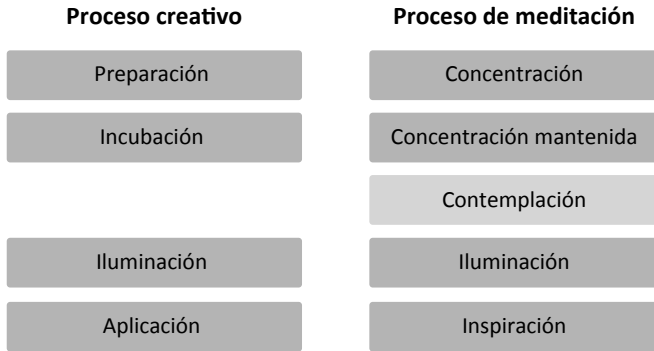 Proceso creativo
Preparación
Incubación
Iluminación
Aplicación
Proceso de meditación
Concentración
Concentración mantenida
Contemplación
Iluminación
Inspiración